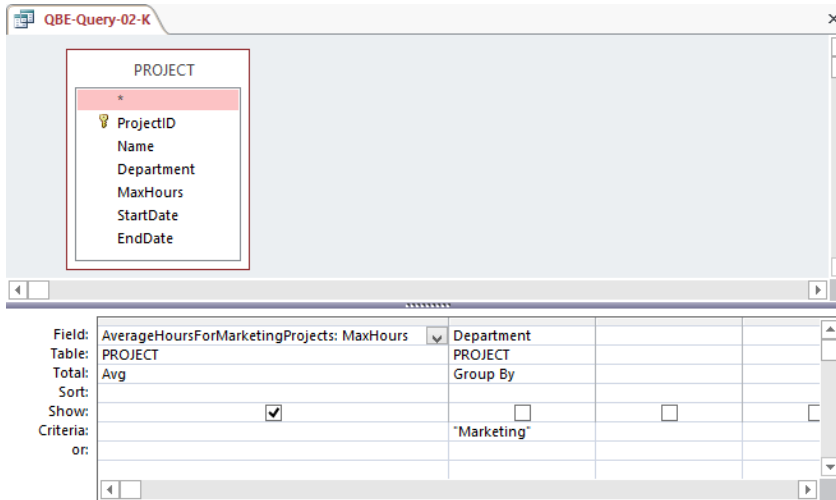 QBE-Query-02-K
PROJECT
*
ProjectID
Name
Department
MaxHours
StartDate
EndDate
Field: AverageHoursForMarketingProjects: MaxHours Department
Table: PROJECT PROJECT
Total: Avg Group By
Sort:
Show:
Criteria: "Marketing"
or: